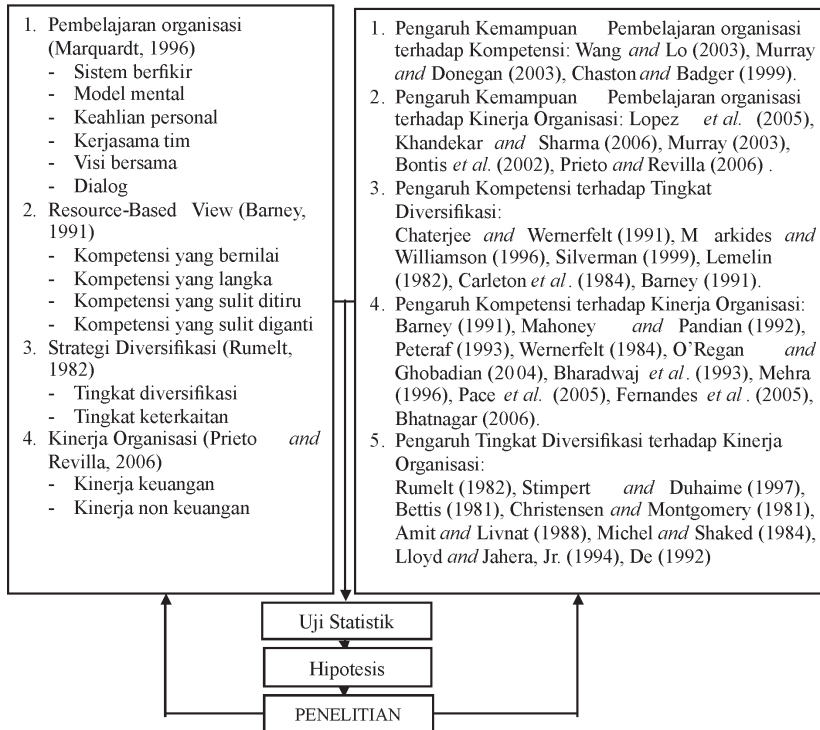 1. Pembelajaran organisasi
(Marquardt, 1996)
- Sistem berfikir
- Model mental
- Keahlian personal
- Kerjasama tim
- Visi bersama
- Dialog
2. Resource-Based View (Barney,
1991)
- Kompetensi yang bernilai
- Kompetensi yang langka
- Kompetensi yang sulit ditiru
- Kompetensi yang sulit diganti
3. Strategi Diversifikasi (Rumelt,
1982)
- Tingkat diversifikasi
- Tingkat keterkaitan
4. Kinerja Organisasi (Prieto and
Revilla, 2006)
- Kinerja keuangan
- Kinerja non keuangan
1. Pengaruh Kemampuan Pembelajaran organisasi
terhadap Kompetensi: Wang and Lo (2003), Murray
and Donegan (2003), Chaston and Badger (1999).
2. Pengaruh Kemampuan Pembelajaran organisasi
terhadap Kinerja Organisasi: Lopez et al. (2005),
Khandekar and Sharma (2006), Murray (2003),
Bontis et al. (2002), Prieto and Revilla (2006) .
3. Pengaruh Kompetensi terhadap Tingkat
Diversifikasi:
Chaterjee and Wernerfelt (1991), M arkides and
Williamson (1996), Silverman (1999), Lemelin
(1982), Carleton et al. (1984), Barney (1991).
4. Pengaruh Kompetensi terhadap Kinerja Organisasi:
Barney (1991), Mahoney and Pandian (1992),
Peteraf (1993), Wernerfelt (1984), O'Regan and
Ghobadian (2004), Bharadwaj et al. (1993), Mehra
(1996), Pace et al. (2005), Fernandes et al. (2005),
Bhatnagar (2006).
5. Pengaruh Tingkat Diversifikasi terhadap Kinerja
Organisasi:
Rumelt (1982), Stimpert and Duhaime (1997),
Bettis (1981), Christensen and Montgomery (1981),
Amit and Livnat (1988), Michel and Shaked (1984),
Lloyd and Jahera, Jr. (1994), De (1992)
Uji Statistik
Hipotesis
PENELITIAN